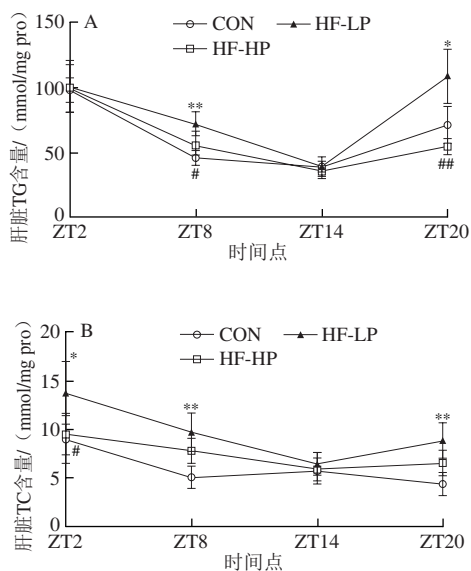 150
A
CON
HF-LP
HF-HP
*
**
100
50
#
##
0
ZT2
ZT8
ZT14
ZT20
时间点
肝脏TG含量/（mmol/mg pro）
20
B
CON
HF-LP
HF-HP
*
15
**
**
10
#
5
0
ZT2
ZT8
ZT14
ZT20
时间点
肝脏TC含量/（mmol/mg pro）